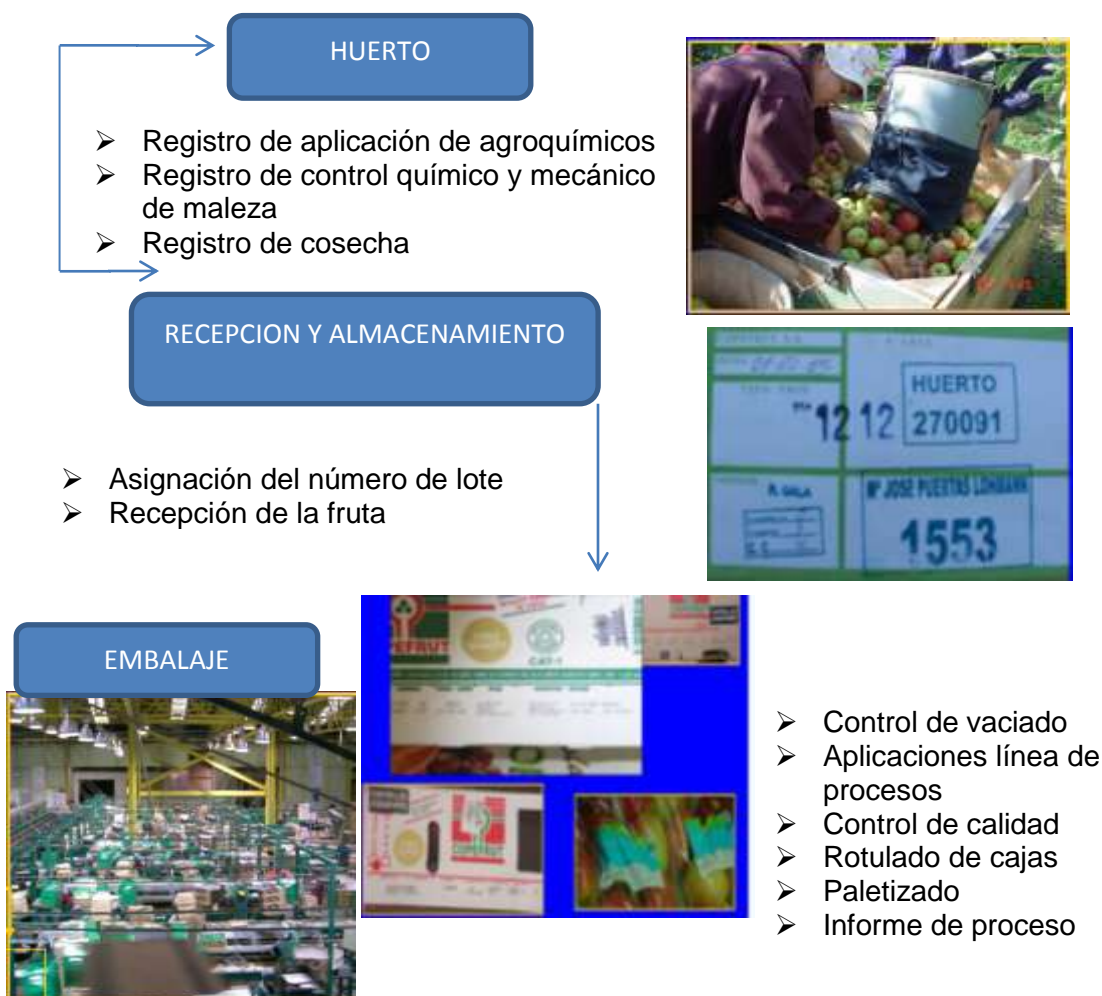 HUERTO
➢ Registro de aplicación de agroquímicos
➢ Registro de control químico y mecánico
de maleza
➢ Registro de cosecha
RECEPCION Y ALMACENAMIENTO
HUERTO
12 12 270091
1553
➢ Asignación del número de lote
➢ Recepción de la fruta
EMBALAJE
CAT-1
➢ Control de vaciado
➢ Aplicaciones línea de
procesos
➢ Control de calidad
➢ Rotulado de cajas
➢ Paletizado
➢ Informe de proceso